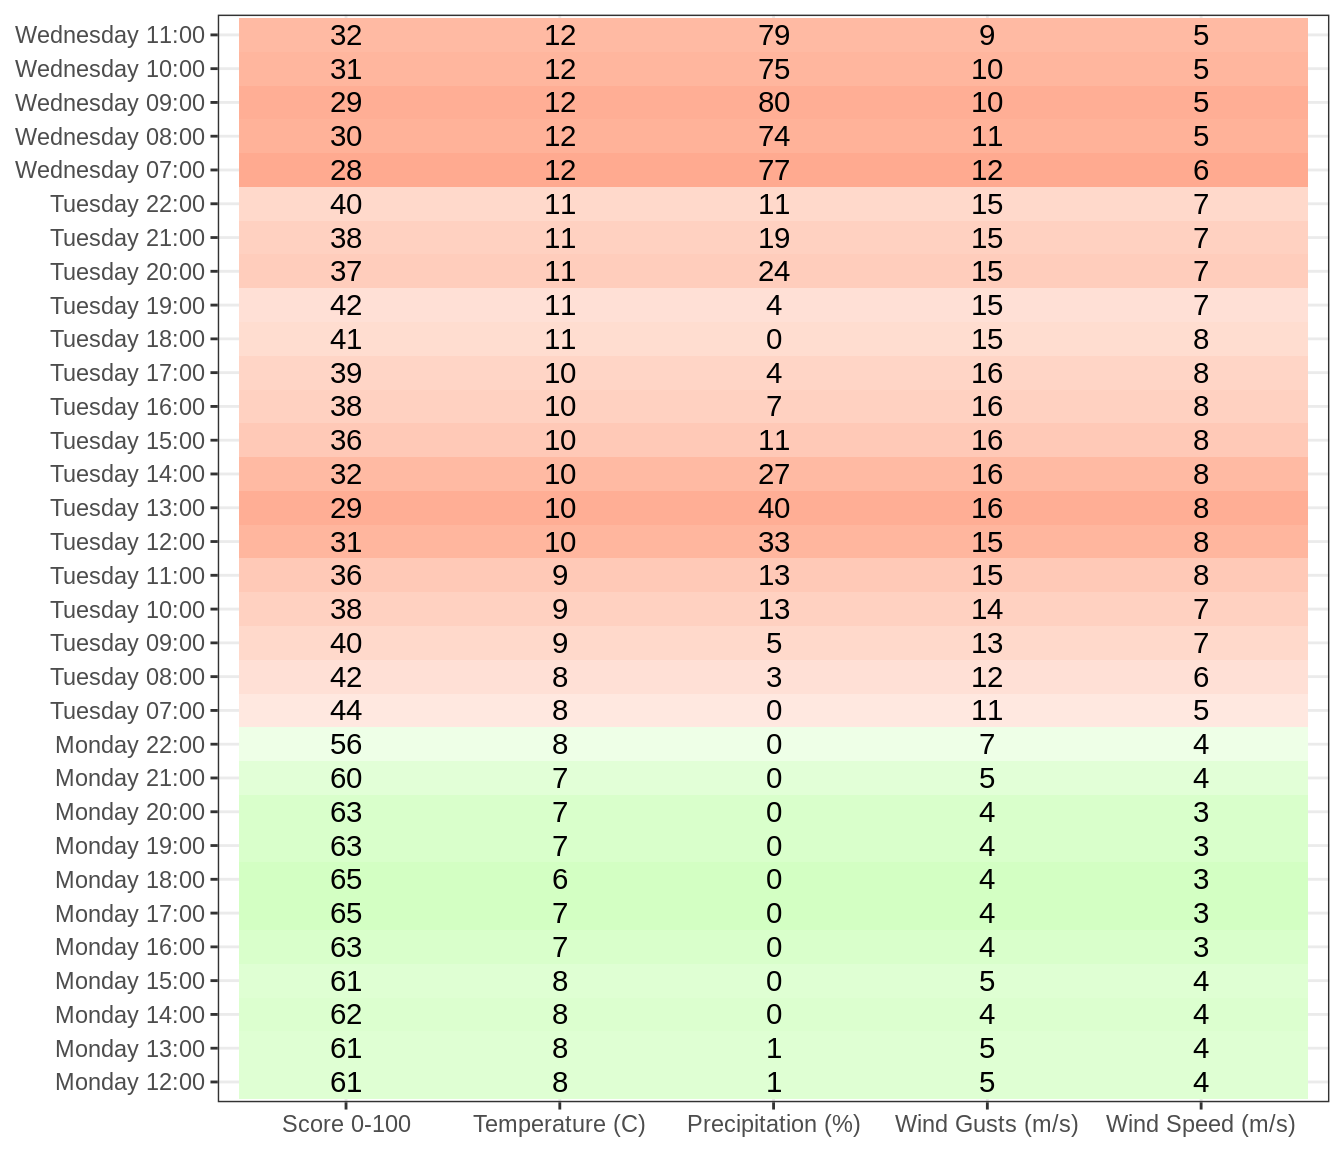 Wednesday 11:00 32 12 79 9 5
Wednesday 10:00 31 12 75 10 5
Wednesday 09:00 29 12 80 10 5
Wednesday 08:00 30 12 74 11 5
Wednesday 07:00 28 12 77 12 6
Tuesday 22:00 40 11 11 15 7
Tuesday 21:00 38 11 19 15 7
Tuesday 20:00 37 11 24 15 7
Tuesday 19:00 42 11 4 15 7
Tuesday 18:00 41 11 0 15 8
Tuesday 17:00 39 10 4 16 8
Tuesday 16:00 38 10 7 16 8
Tuesday 15:00 36 10 11 16 8
Tuesday 14:00 32 10 27 16 8
Tuesday 13:00 29 10 40 16 8
Tuesday 12:00 31 10 33 15 8
Tuesday 11:00 36 9 13 15 8
Tuesday 10:00 38 9 13 14 7
Tuesday 09:00 40 9 5 13 7
Tuesday 08:00 42 8 3 12 6
Tuesday 07:00 44 8 0 11 5
Monday 22:00 56 8 0 7 4
Monday 21:00 60 7 0 5 4
Monday 20:00 63 7 0 4 3
Monday 19:00 63 7 0 4 3
Monday 18:00 65 6 0 4 3
Monday 17:00 65 7 0 4 3
Monday 16:00 63 7 0 4 3
Monday 15:00 61 8 0 5 4
Monday 14:00 62 8 0 4 4
Monday 13:00 61 8 1 5 4
Monday 12:00 61 8 1 5 4
Score 0-100 Temperature (C) Precipitation (%) Wind Gusts (m/s) Wind Speed (m/s)